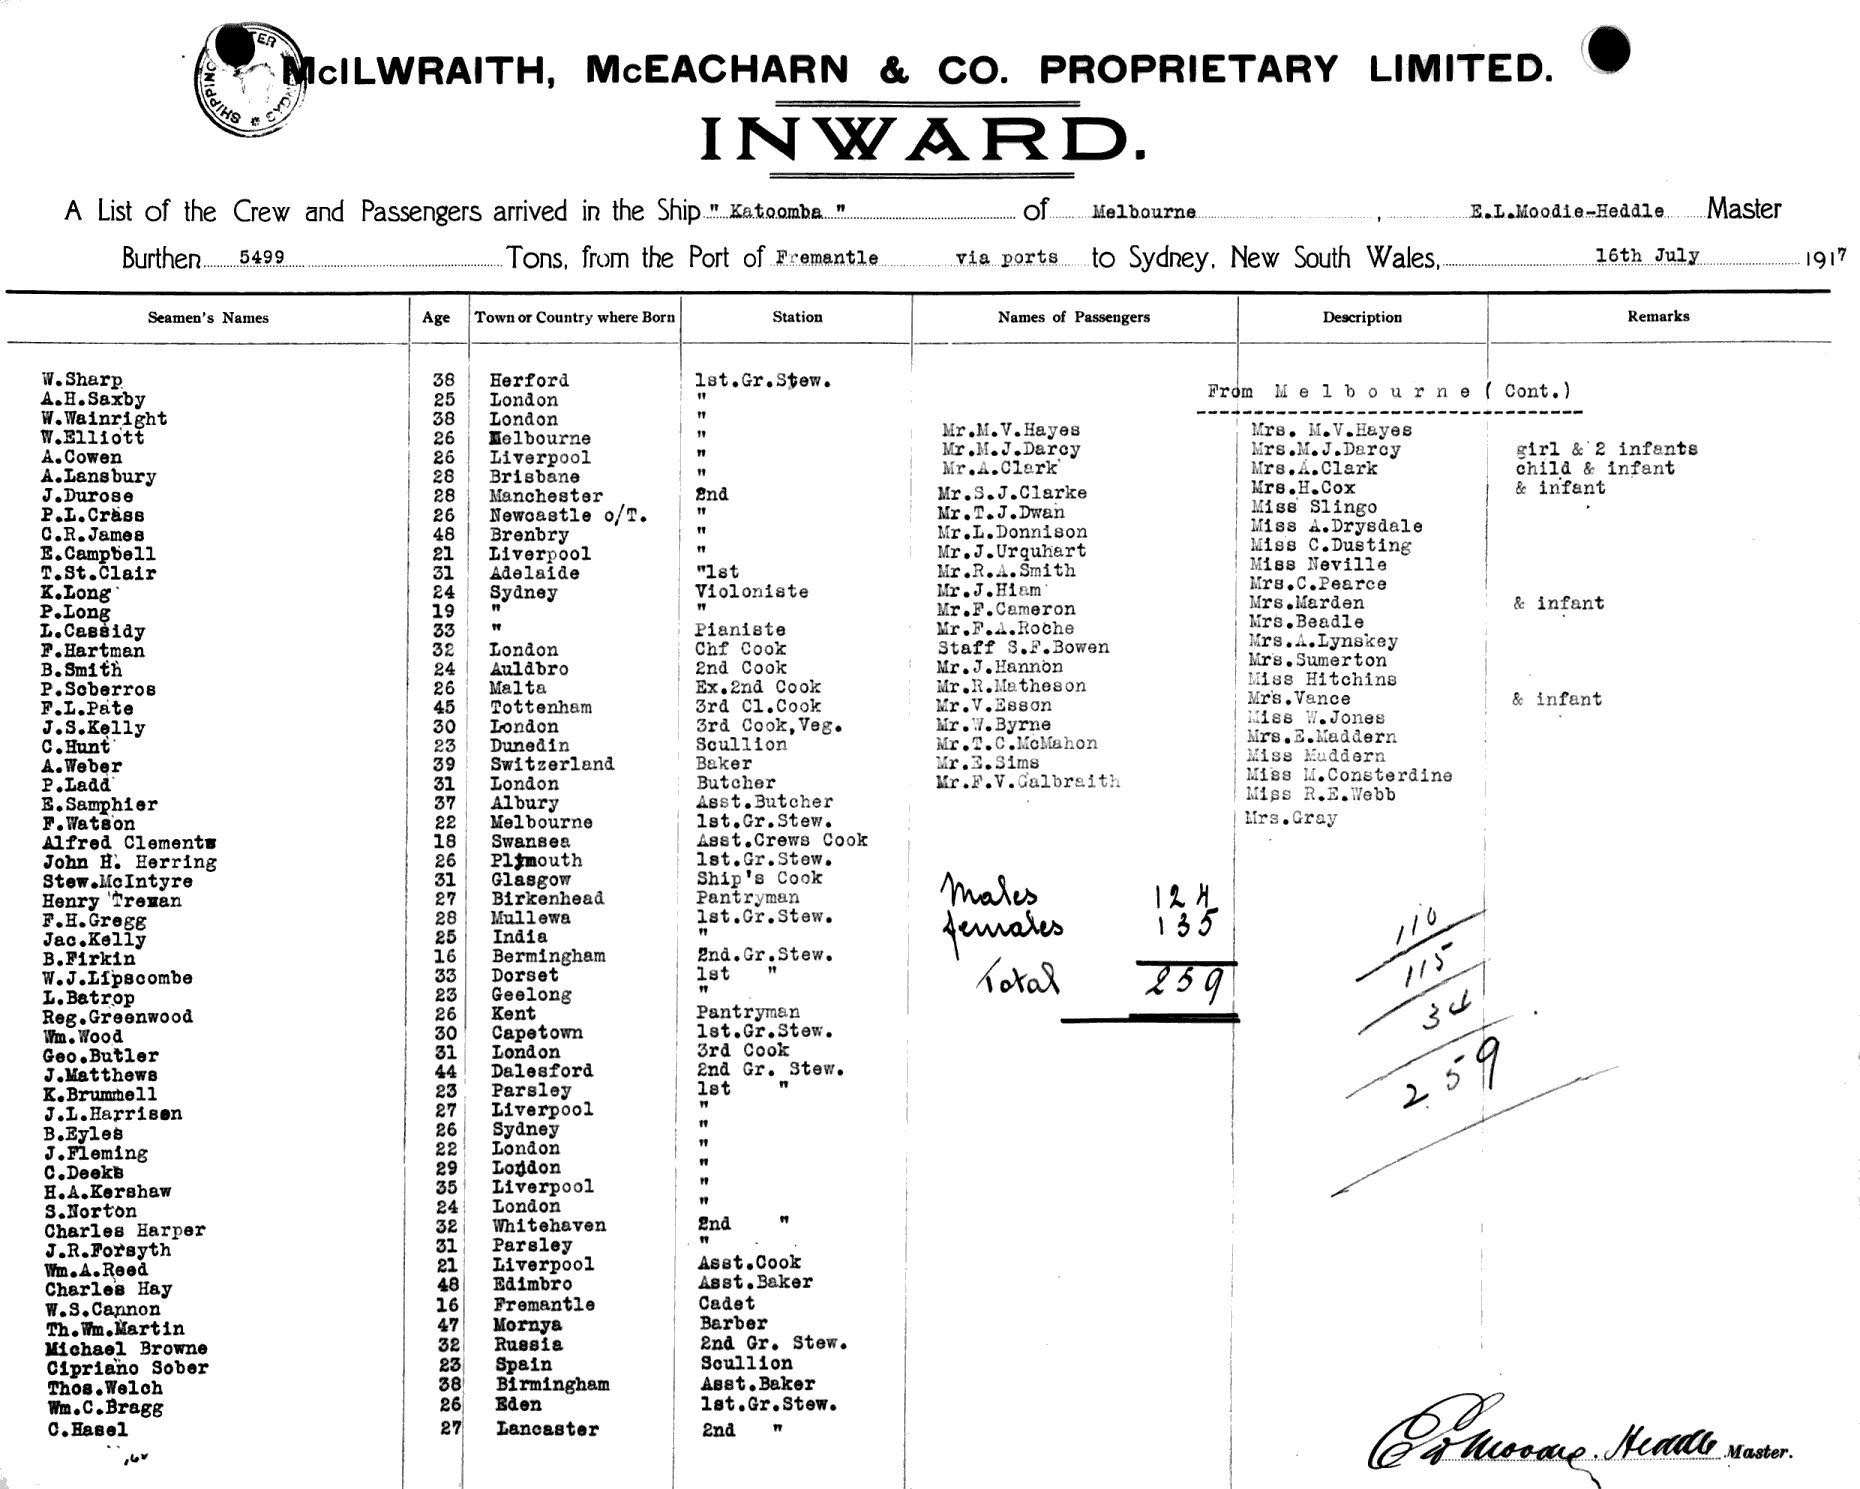 SHIPPING MASTER SYDNEY
McILWRAITH, McEACHARN & CO. PROPRIETARY LIMITED.
INWARD.
A List of the Crew and Passengers arrived in the Ship " Katoomba " of Melbourne , E.L.Moodie-Heddle Master
Burthen 5499 Tons, from the Port of Fremantle via ports to Sydney, New South Wales, 16th July 1917
Seamen's Names Age Town or Country where Born Station Names of Passengers Description Remarks
W.Sharp 38 Herford 1st.Gr.Stew.
A.H.Saxby 25 London "
W.Wainright 38 London "
W.Elliott 26 Melbourne "
A.Cowen 26 Liverpool "
A.Lansbury 28 Brisbane "
J.Durose 28 Manchester 2nd
P.L.Crass 26 Newcastle o/T. "
C.R.James 48 Brenbry "
E.Campbell 21 Liverpool "
T.St.Clair 31 Adelaide "1st
K.Long 24 Sydney Violoniste
P.Long 19 " "
L.Cassidy 33 " Pianiste
F.Hartman 32 London Chf Cook
B.Smith 24 Auldbro 2nd Cook
P.Soberros 26 Malta Ex.2nd Cook
F.L.Pate 45 Tottenham 3rd Cl.Cook
J.S.Kelly 30 London 3rd Cook,Veg.
C.Hunt 23 Dunedin Scullion
A.Weber 39 Switzerland Baker
P.Ladd 31 London Butcher
E.Samphier 37 Albury Asst.Butcher
F.Watson 22 Melbourne 1st.Gr.Stew.
Alfred Clements 18 Swansea Asst.Crews Cook
John H. Herring 26 Plymouth 1st.Gr.Stew.
Stew.McIntyre 31 Glasgow Ship's Cook
Henry Trewan 27 Birkenhead Pantryman
F.H.Gregg 28 Mullewa 1st.Gr.Stew.
Jac.Kelly 25 India "
B.Firkin 16 Bermingham 2nd.Gr.Stew.
W.J.Lipscombe 33 Dorset 1st "
L.Batrop 23 Geelong "
Reg.Greenwood 26 Kent Pantryman
Wm.Wood 30 Capetown 1st.Gr.Stew.
Geo.Butler 31 London 3rd Cook
J.Matthews 44 Dalesford 2nd Gr. Stew.
K.Brummell 23 Parsley 1st "
J.L.Harrison 27 Liverpool "
B.Eyles 26 Sydney "
J.Fleming 22 London "
C.Deeks 29 London "
H.A.Kershaw 35 Liverpool "
S.Norton 24 London "
Charles Harper 32 Whitehaven 2nd "
J.R.Forsyth 31 Parsley "
Wm.A.Reed 21 Liverpool Asst.Cook
Charles Hay 48 Edimbro Asst.Baker
W.S.Cannon 16 Fremantle Cadet
Th.Wm.Martin 47 Mornya Barber
Michael Browne 32 Russia 2nd Gr. Stew.
Cipriano Sober 23 Spain Scullion
Thos.Welch 38 Birmingham Asst.Baker
Wm.C.Bragg 26 Eden 1st.Gr.Stew.
C.Hasel 27 Lancaster 2nd "
From Melbourne ( Cont.)
Mr.M.V.Hayes Mrs. M.V.Hayes
Mr.M.J.Darcy Mrs.M.J.Darcy girl & 2 infants
Mr.A.Clark Mrs.A.Clark child & infant
Mr.S.J.Clarke Mrs.H.Cox & infant
Mr.T.J.Dwan Miss Slingo
Mr.L.Donnison Miss A.Drysdale
Mr.J.Urquhart Miss C.Dusting
Mr.R.A.Smith Miss Neville
Mr.J.Hiam Mrs.C.Pearce
Mr.F.Cameron Mrs.Marden & infant
Mr.F.A.Roche Mrs.Beadle
Staff S.F.Bowen Mrs.A.Lynskey
Mr.J.Hannon Mrs.Sumerton
Mr.R.Matheson Miss Hitchins
Mr.V.Esson Mrs.Vance & infant
Mr.W.Byrne Miss W.Jones
Mr.T.C.McMahon Mrs.E.Maddern
Mr.E.Sims Miss Maddern
Mr.F.V.Galbraith Miss M.Consterdine
Miss R.E.Webb
Mrs.Gray
Males 124
females 135
Total 259
110
115
34
259
E L Moodie-Heddle Master.